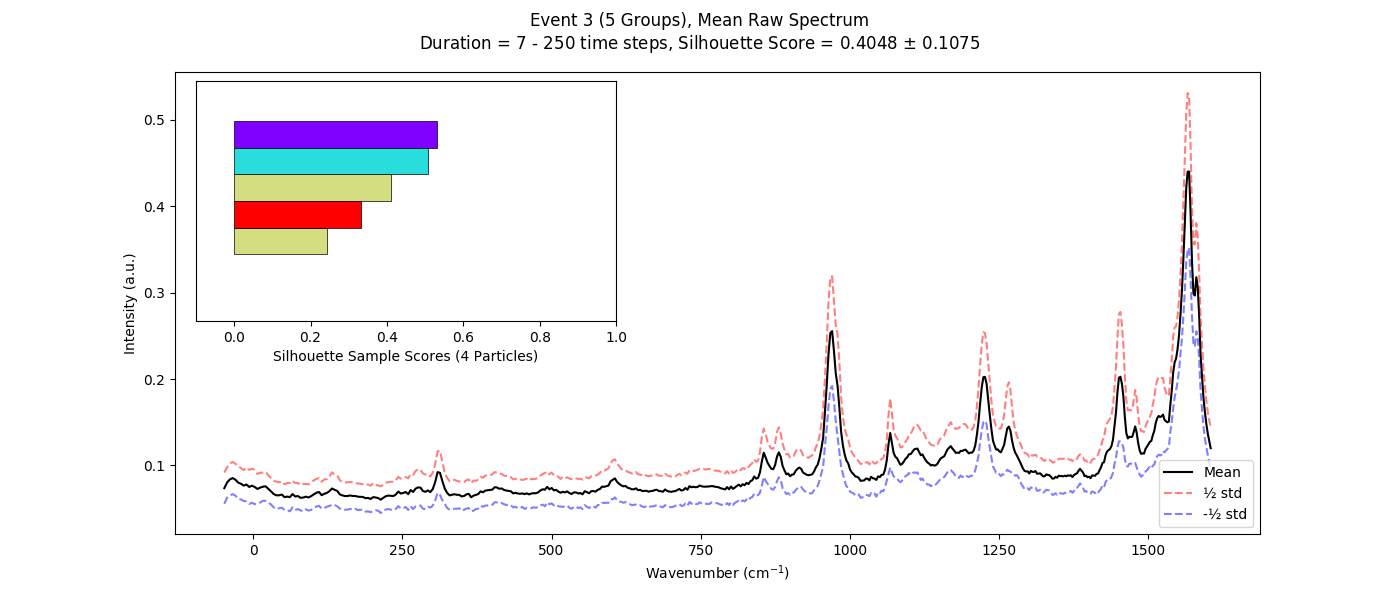 Event 3 (5 Groups), Mean Raw Spectrum
Duration = 7 - 250 time steps, Silhouette Score = 0.4048 ± 0.1075
0.5
0.4
0.3
0.2
0.1
Intensity (a.u.)
0.0 0.2 0.4 0.6 0.8 1.0
Silhouette Sample Scores (4 Particles)
Mean
½ std
-½ std
0 250 500 750 1000 1250 1500
Wavenumber (cm⁻¹)